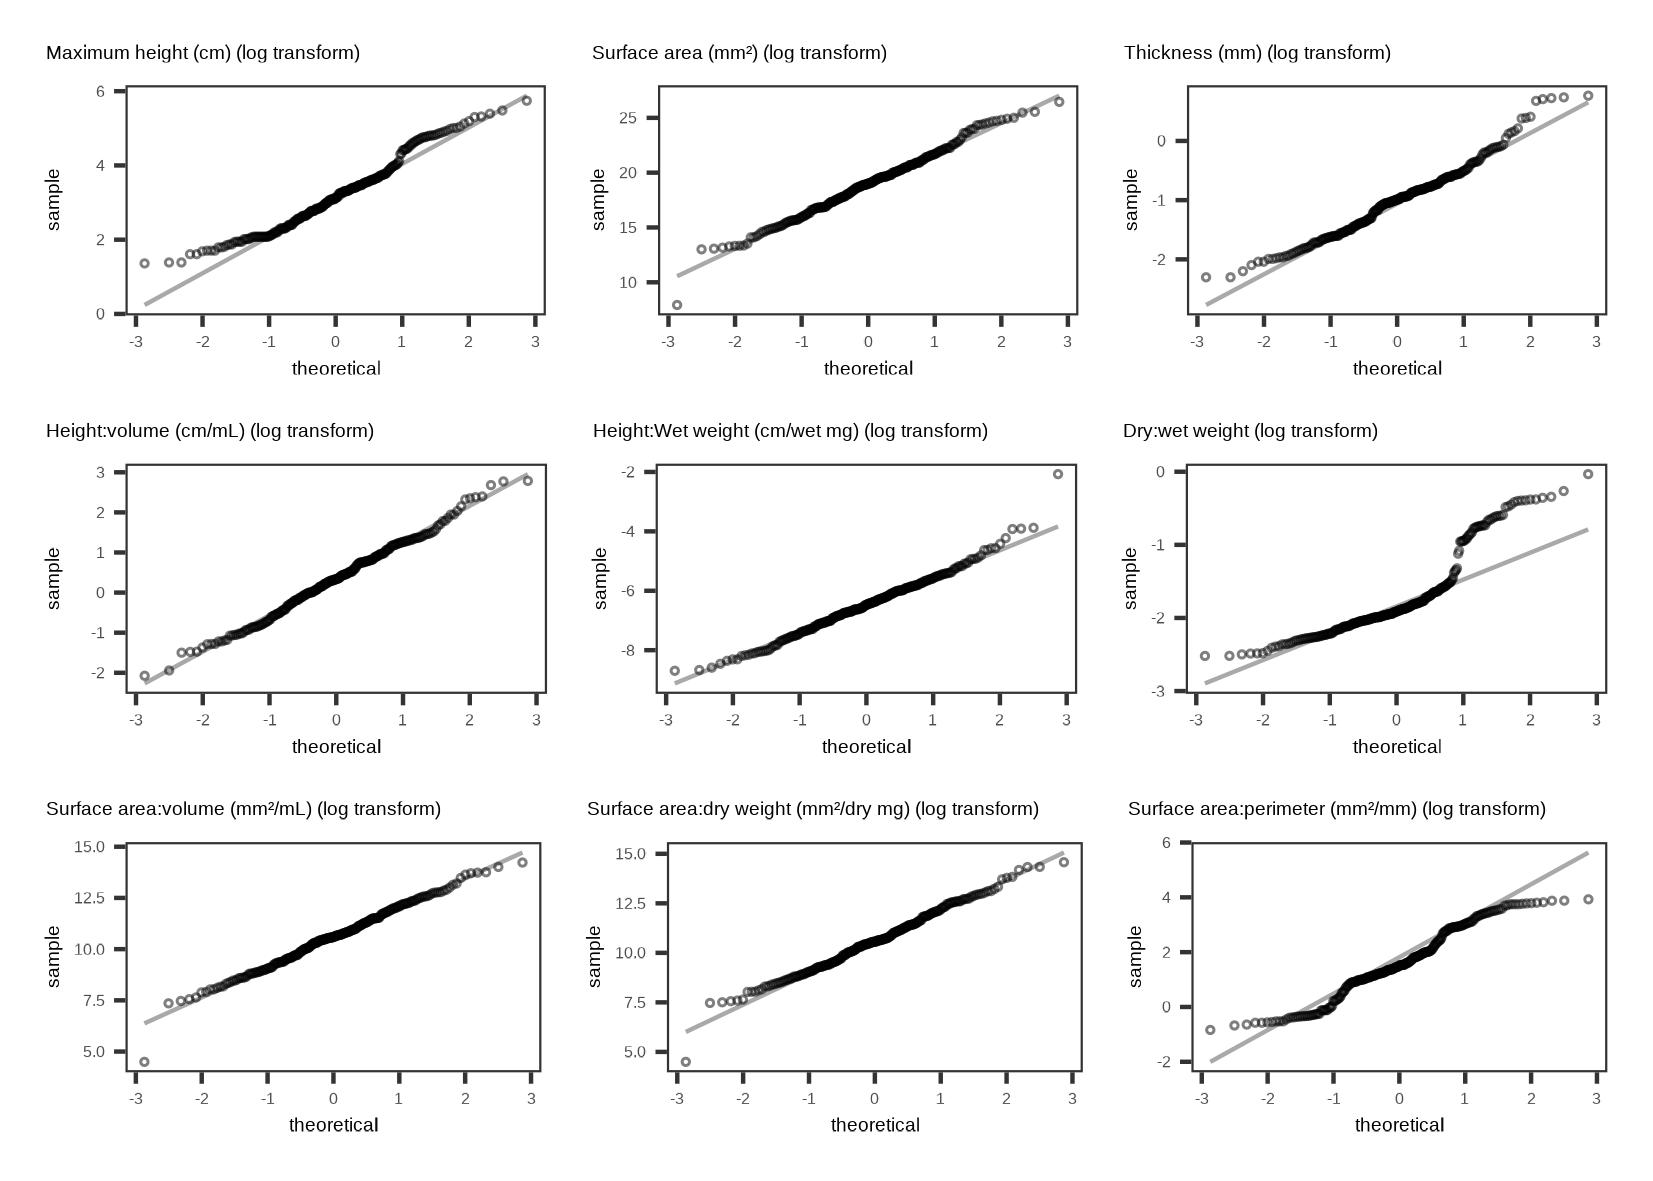 Maximum height (cm) (log transform)
6
4
2
0
sample
-3 -2 -1 0 1 2 3
theoretical
Surface area (mm²) (log transform)
25
20
15
10
sample
-3 -2 -1 0 1 2 3
theoretical
Thickness (mm) (log transform)
0
-1
-2
sample
-3 -2 -1 0 1 2 3
theoretical
Height:volume (cm/mL) (log transform)
3
2
1
0
-1
-2
sample
-3 -2 -1 0 1 2 3
theoretical
Height:Wet weight (cm/wet mg) (log transform)
-2
-4
-6
-8
sample
-3 -2 -1 0 1 2 3
theoretical
Dry:wet weight (log transform)
0
-1
-2
-3
sample
-3 -2 -1 0 1 2 3
theoretical
Surface area:volume (mm²/mL) (log transform)
15.0
12.5
10.0
7.5
5.0
sample
-3 -2 -1 0 1 2 3
theoretical
Surface area:dry weight (mm²/dry mg) (log transform)
15.0
12.5
10.0
7.5
5.0
sample
-3 -2 -1 0 1 2 3
theoretical
Surface area:perimeter (mm²/mm) (log transform)
6
4
2
0
-2
sample
-3 -2 -1 0 1 2 3
theoretical